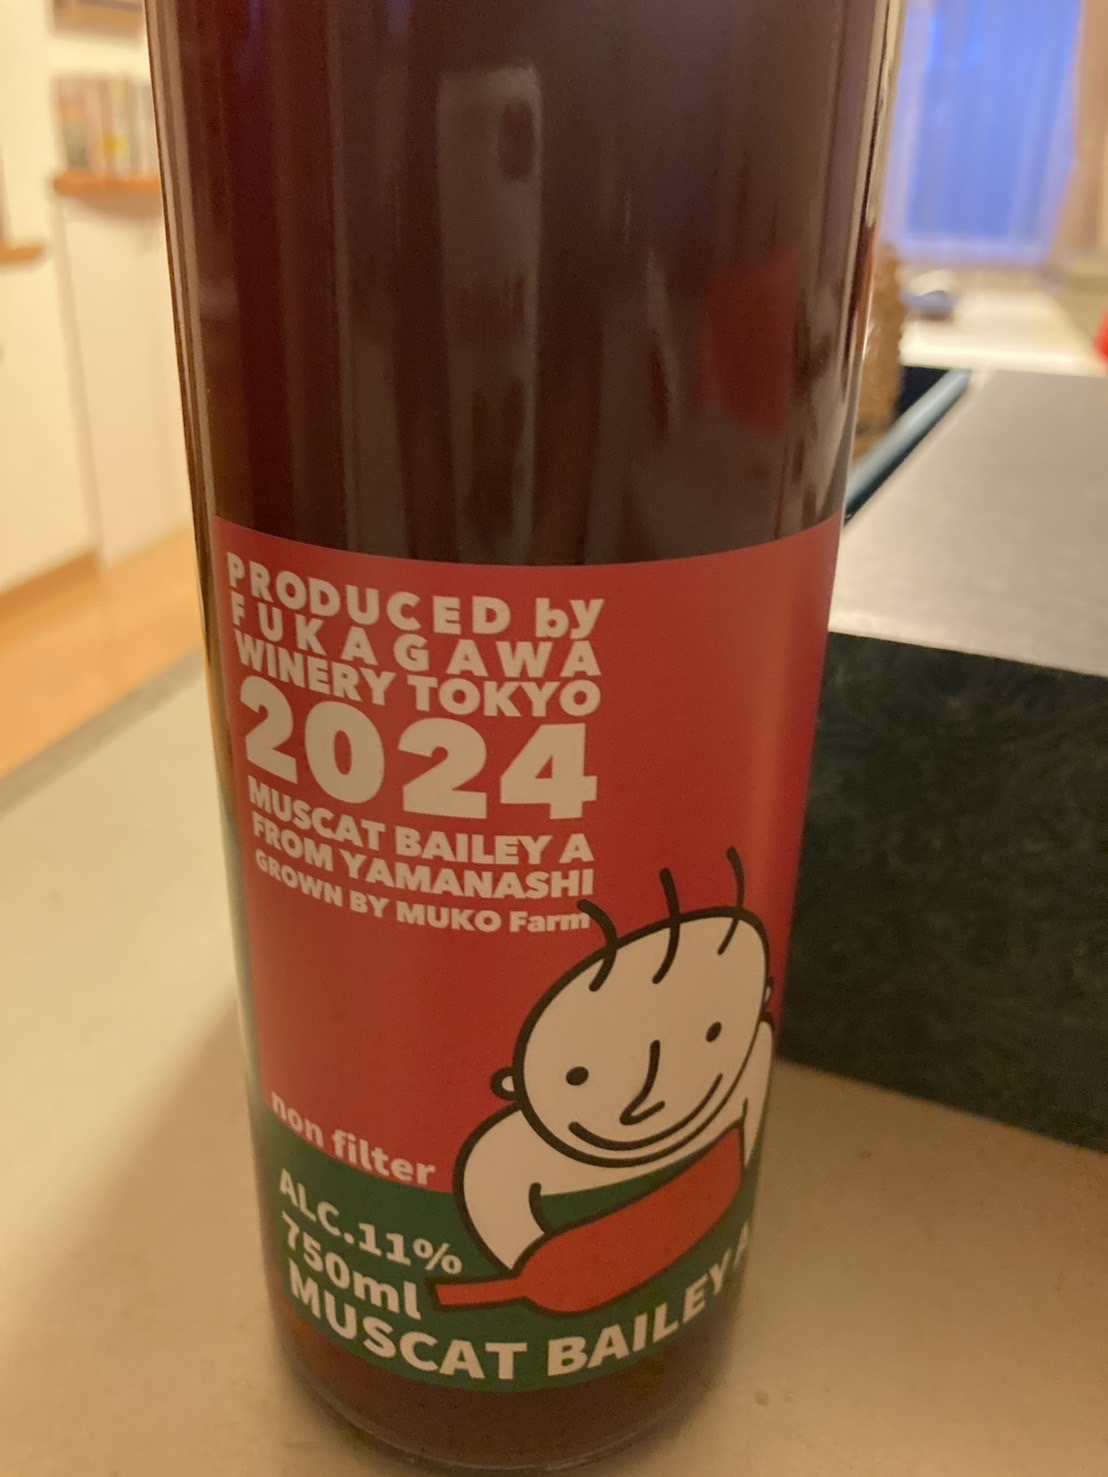 PRODUCED by
FUKAGAWA
WINERY TOKYO
2024
MUSCAT BAILEY A
FROM YAMANASHI
GROWN BY MUKO Farm
non filter
ALC.11%
750ml
MUSCAT BAILEY A